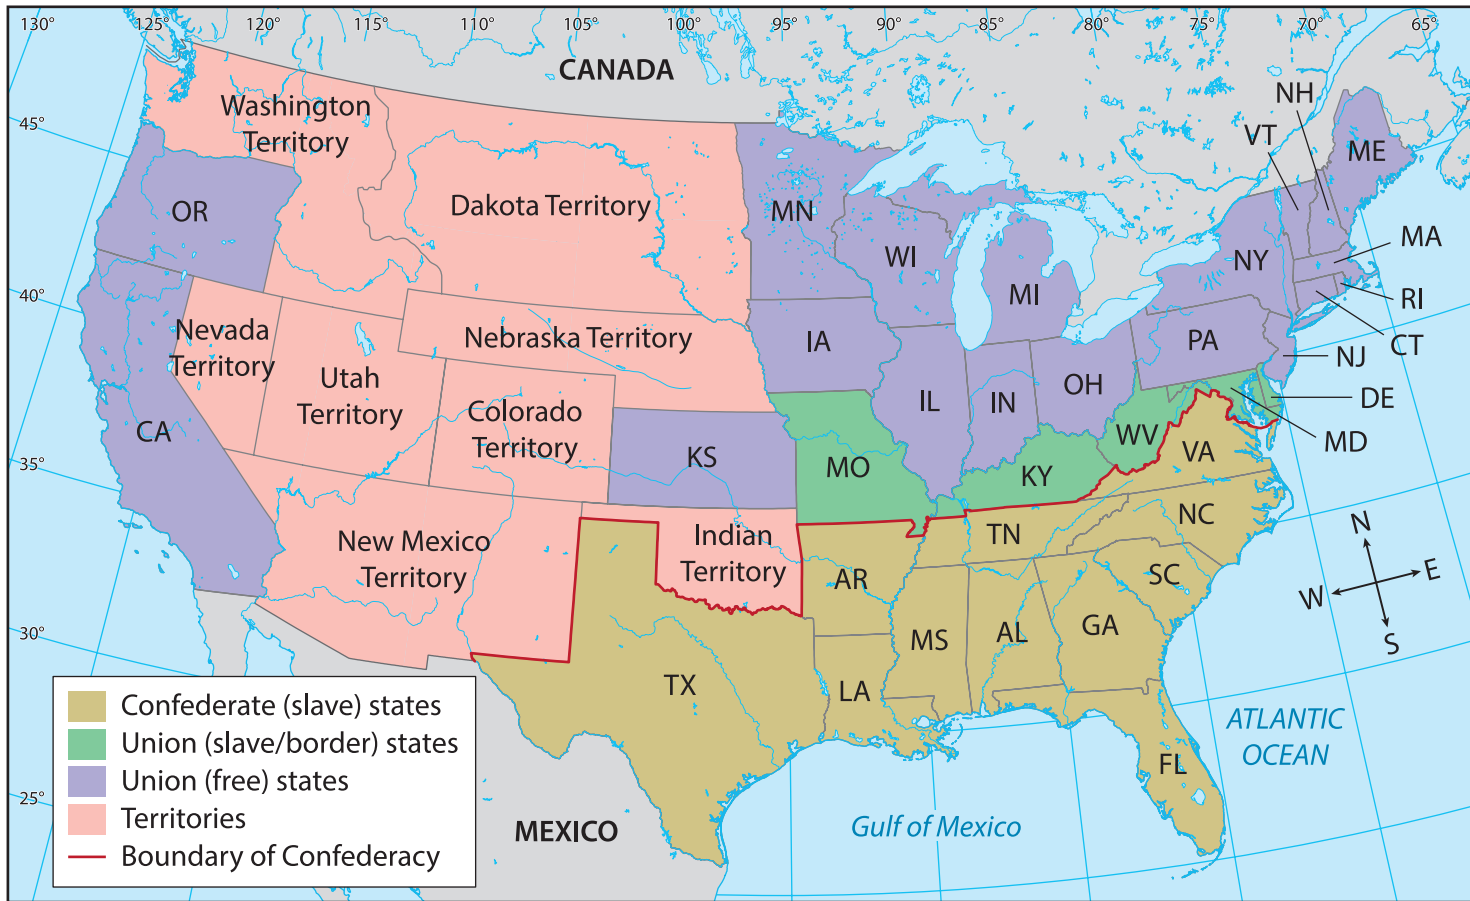 130°
125°
120°
115°
110°
105°
100°
95°
90°
85°
80°
75°
70°
65°
45°
40°
35°
30°
25°
CANADA
Washington
Territory
OR
Dakota Territory
MN
WI
MI
NH
VT
ME
NY
MA
RI
CT
NJ
PA
DE
MD
Nevada
Territory
Utah
Territory
Nebraska Territory
IA
IL
IN
OH
CA
Colorado
Territory
KS
MO
KY
WV
VA
New Mexico
Territory
Indian
Territory
AR
TN
NC
SC
MS
AL
GA
TX
LA
FL
N
E
W
S
ATLANTIC
OCEAN
Gulf of Mexico
MEXICO
Confederate (slave) states
Union (slave/border) states
Union (free) states
Territories
Boundary of Confederacy